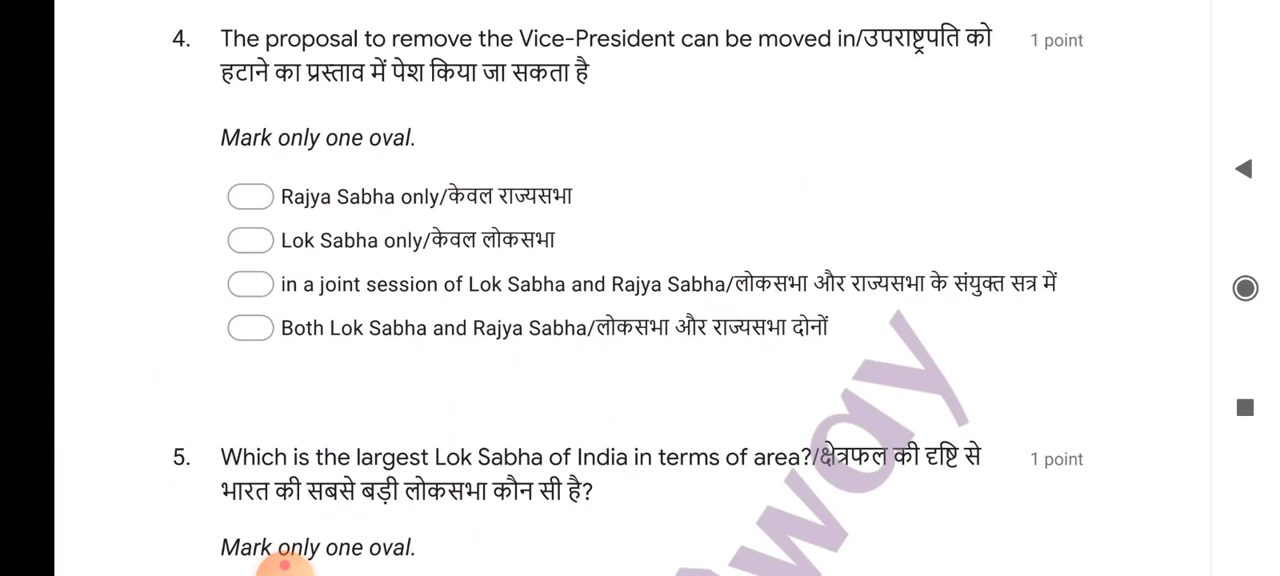 4. The proposal to remove the Vice-President can be moved in/उपराष्ट्रपति को 1 point
हटाने का प्रस्ताव में पेश किया जा सकता है
Mark only one oval.
Rajya Sabha only/केवल राज्यसभा
Lok Sabha only/केवल लोकसभा
in a joint session of Lok Sabha and Rajya Sabha/लोकसभा और राज्यसभा के संयुक्त सत्र में
Both Lok Sabha and Rajya Sabha/लोकसभा और राज्यसभा दोनों
5. Which is the largest Lok Sabha of India in terms of area?/क्षेत्रफल की दृष्टि से 1 point
भारत की सबसे बड़ी लोकसभा कौन सी है?
Mark only one oval.
way